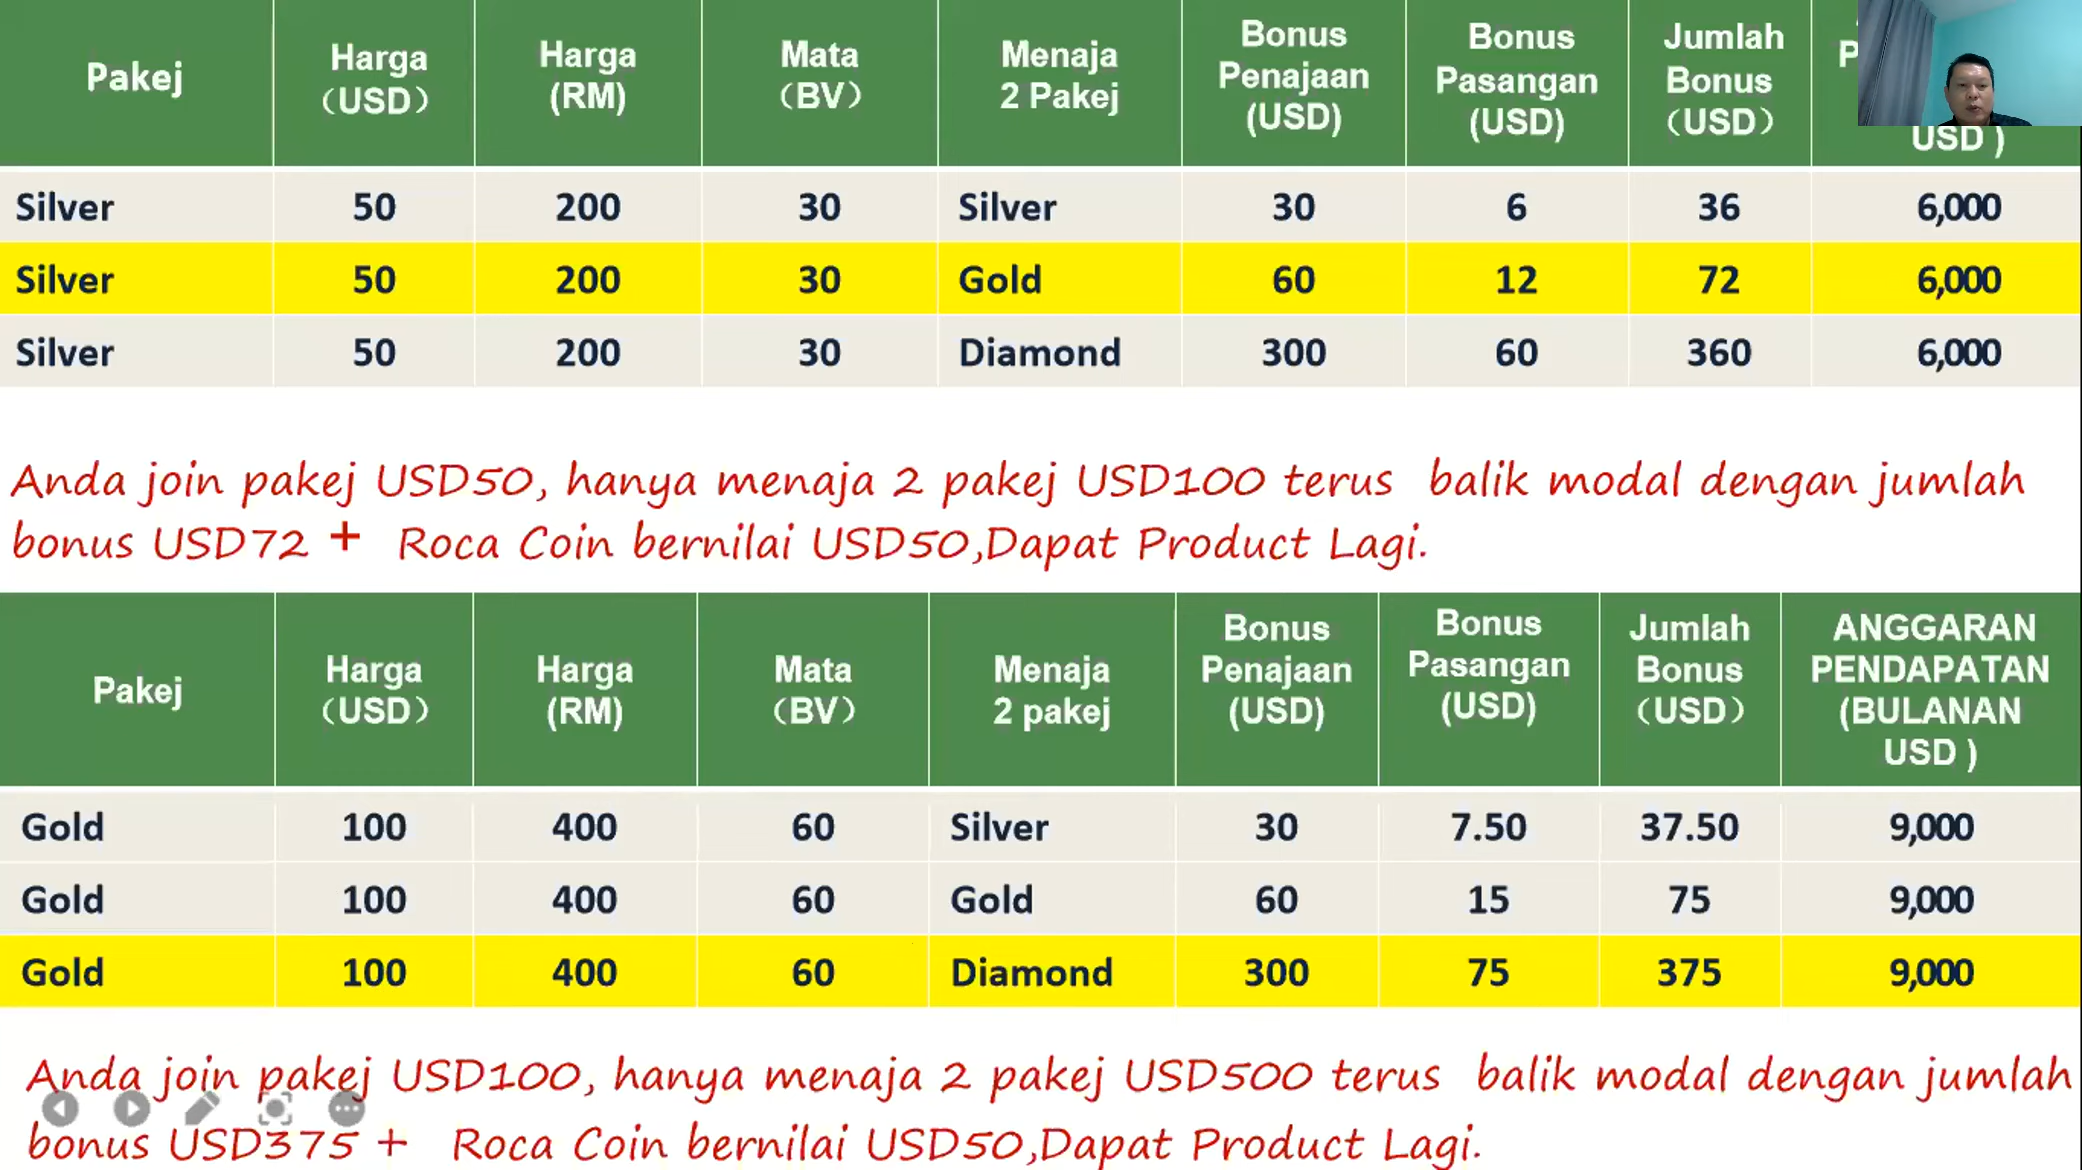 Pakej Harga (USD) Harga (RM) Mata (BV) Menaja 2 Pakej Bonus Penajaan (USD) Bonus Pasangan (USD) Jumlah Bonus (USD) USD )
Silver 50 200 30 Silver 30 6 36 6,000
Silver 50 200 30 Gold 60 12 72 6,000
Silver 50 200 30 Diamond 300 60 360 6,000
Anda join pakej USD50, hanya menaja 2 pakej USD100 terus balik modal dengan jumlah
bonus USD72 + Roca Coin bernilai USD50,Dapat Product Lagi.
Pakej Harga (USD) Harga (RM) Mata (BV) Menaja 2 pakej Bonus Penajaan (USD) Bonus Pasangan (USD) Jumlah Bonus (USD) ANGGARAN PENDAPATAN (BULANAN USD )
Gold 100 400 60 Silver 30 7.50 37.50 9,000
Gold 100 400 60 Gold 60 15 75 9,000
Gold 100 400 60 Diamond 300 75 375 9,000
Anda join pakej USD100, hanya menaja 2 pakej USD500 terus balik modal dengan jumlah
bonus USD375 + Roca Coin bernilai USD50,Dapat Product Lagi.